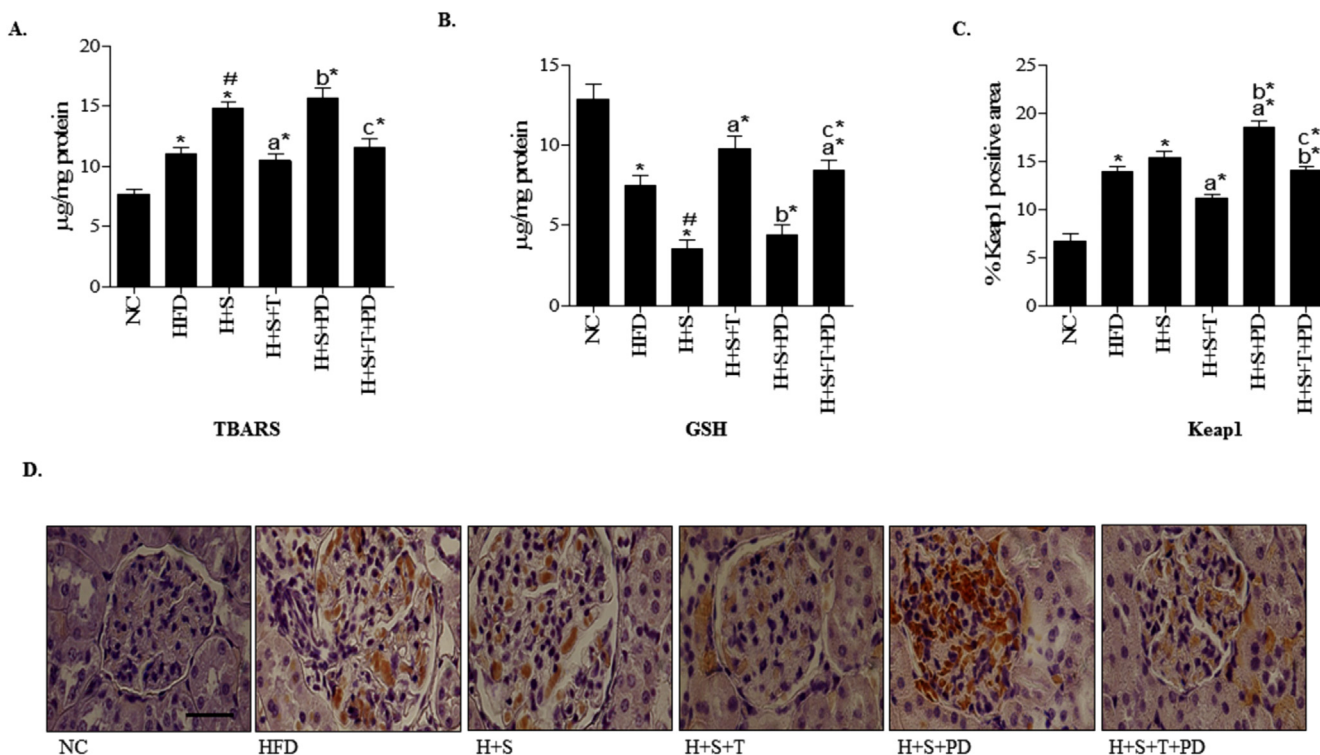 A.
20
15
10
5
0
µg/mg protein
*
#
*
a*
b*
c*
NC
HFD
H+S
H+S+T
H+S+PD
H+S+T+PD
TBARS
B.
15
10
5
0
µg/mg protein
*
#
*
a*
b*
c*
a*
NC
HFD
H+S
H+S+T
H+S+PD
H+S+T+PD
GSH
C.
25
20
15
10
5
0
%Keap1 positive area
*
*
a*
b*
a*
c*
b*
NC
HFD
H+S
H+S+T
H+S+PD
H+S+T+PD
Keap1
D.
NC
HFD
H+S
H+S+T
H+S+PD
H+S+T+PD